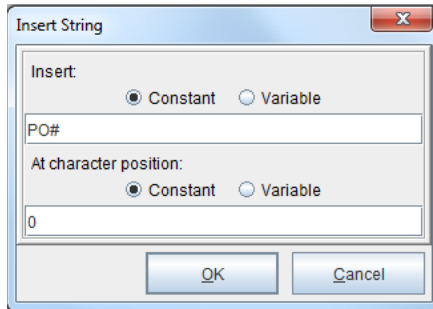 Insert String
Insert:
Constant Variable
PO#
At character position:
Constant Variable
0
OK Cancel